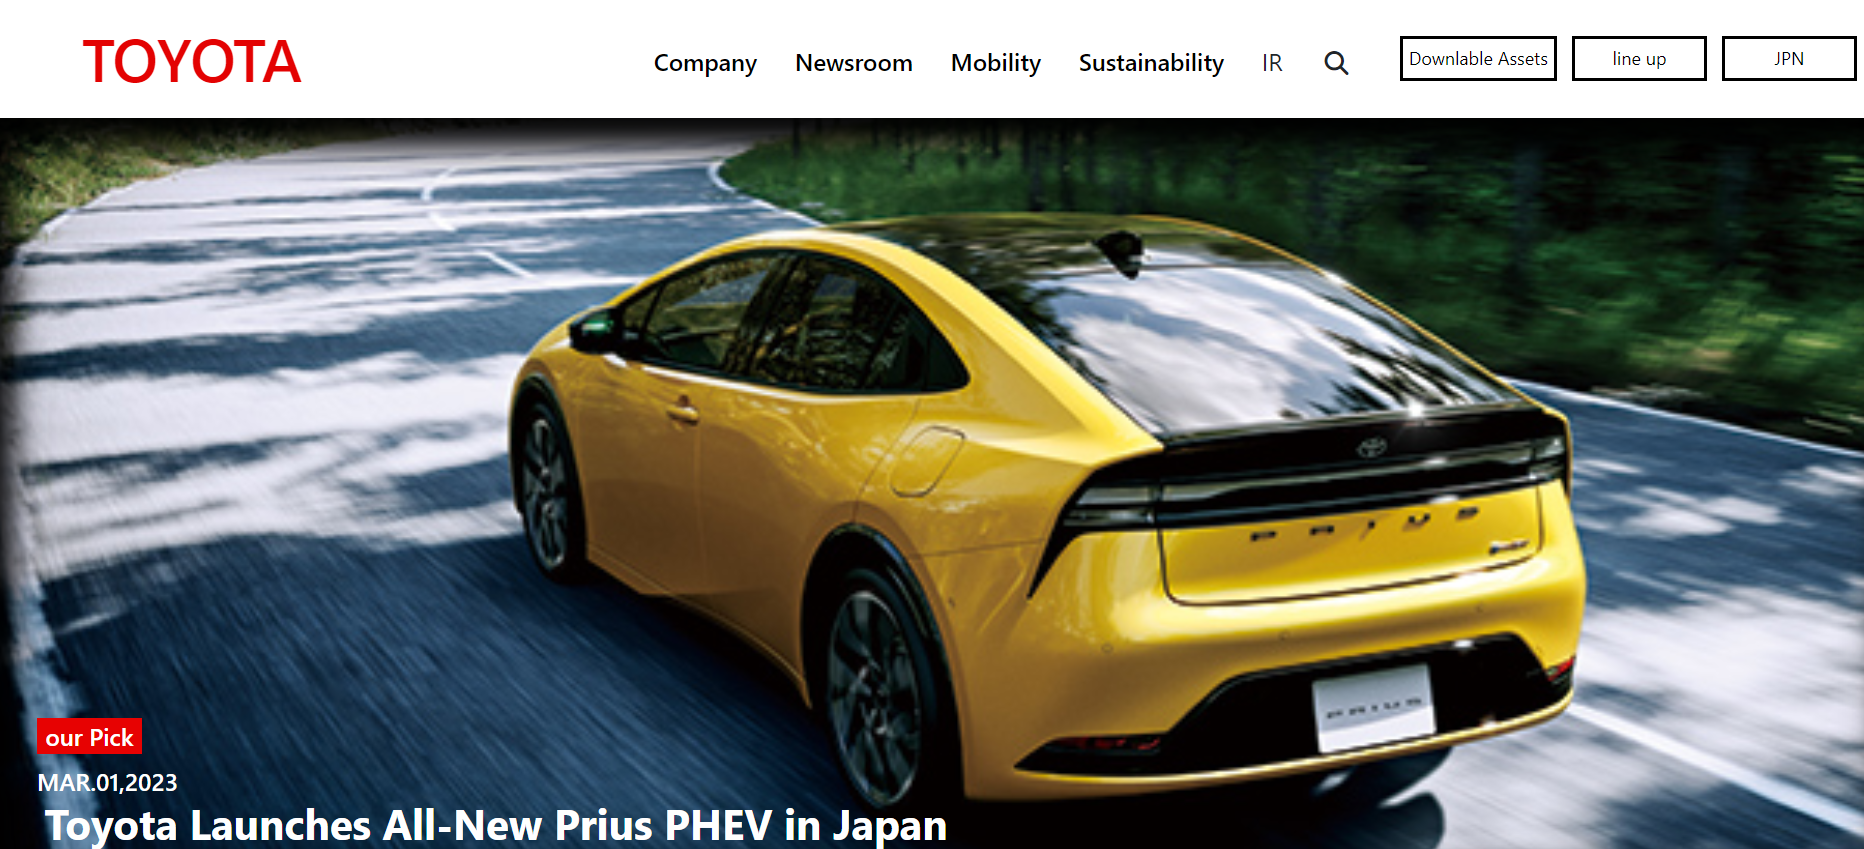 TOYOTA
Company Newsroom Mobility Sustainability IR
Downlable Assets
line up
JPN
PRIUS
PRIUS
our Pick
MAR.01,2023
Toyota Launches All-New Prius PHEV in Japan